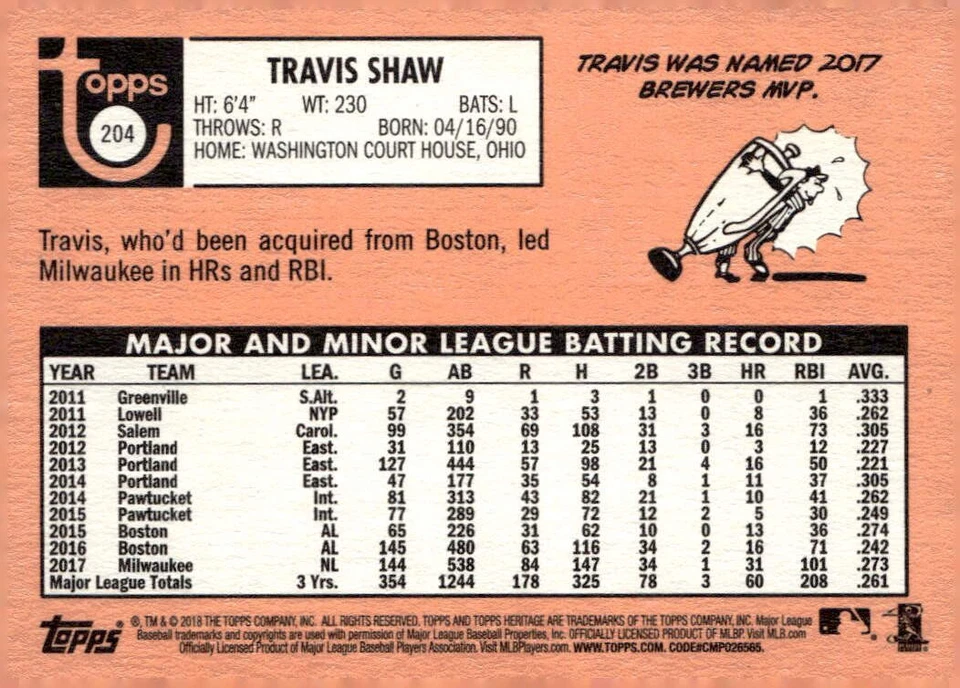 topps
204
TRAVIS SHAW
HT: 6'4" WT: 230 BATS: L
THROWS: R BORN: 04/16/90
HOME: WASHINGTON COURT HOUSE, OHIO
TRAVIS WAS NAMED 2017
BREWERS MVP.
Travis, who'd been acquired from Boston, led
Milwaukee in HRs and RBI.
MAJOR AND MINOR LEAGUE BATTING RECORD
YEAR TEAM LEA. G AB R H 2B 3B HR RBI AVG.
2011 Greenville S.Alt. 2 9 1 3 1 0 0 1 .333
2011 Lowell NYP 57 202 33 53 13 0 8 36 .262
2012 Salem Carol. 99 354 69 108 31 3 16 73 .305
2012 Portland East. 31 110 13 25 13 0 3 12 .227
2013 Portland East. 127 444 57 98 21 4 16 50 .221
2014 Portland East. 47 177 35 54 8 1 11 37 .305
2014 Pawtucket Int. 81 313 43 82 21 1 10 41 .262
2015 Pawtucket Int. 77 289 29 72 12 2 5 30 .249
2015 Boston AL 65 226 31 62 10 0 13 36 .274
2016 Boston AL 145 480 63 116 34 2 16 71 .242
2017 Milwaukee NL 144 538 84 147 34 1 31 101 .273
Major League Totals 3 Yrs. 354 1244 178 325 78 3 60 208 .261
topps ®, TM & © 2018 THE TOPPS COMPANY, INC. ALL RIGHTS RESERVED. TOPPS AND TOPPS HERITAGE ARE TRADEMARKS OF THE TOPPS COMPANY, INC. Major League
Baseball trademarks and copyrights are used with permission of Major League Baseball Properties, Inc. OFFICIALLY LICENSED PRODUCT OF MLBP. Visit MLB.com
Officially Licensed Product of Major League Baseball Players Association. Visit MLBPlayers.com. WWW.TOPPS.COM. CODE#CMP026565.